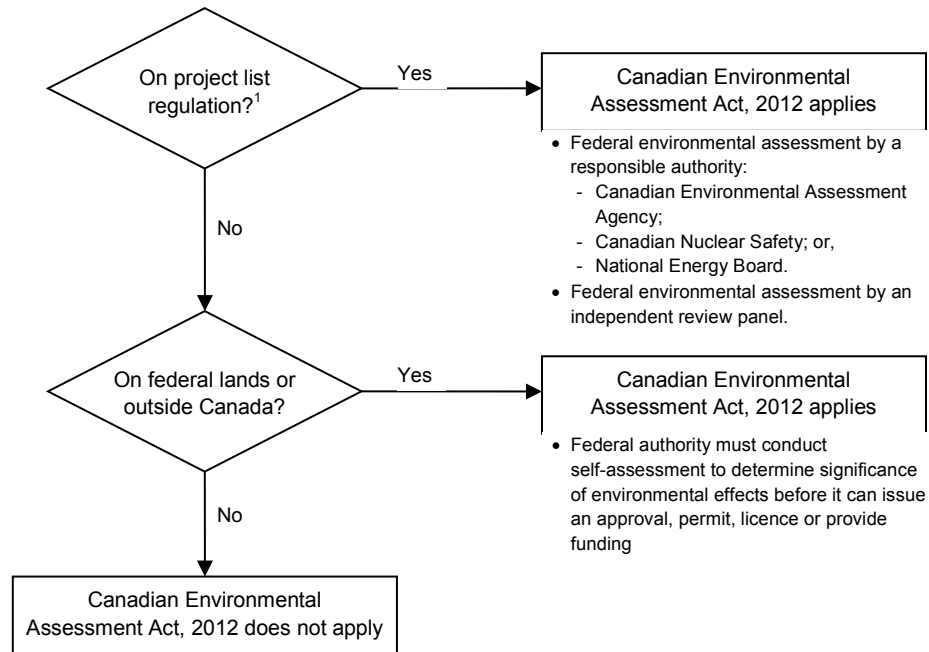 On project list
regulation?¹
Yes
Canadian Environmental
Assessment Act, 2012 applies
• Federal environmental assessment by a
responsible authority:
- Canadian Environmental Assessment
Agency;
- Canadian Nuclear Safety; or,
- National Energy Board.
• Federal environmental assessment by an
independent review panel.
No
On federal lands or
outside Canada?
Yes
Canadian Environmental
Assessment Act, 2012 applies
• Federal authority must conduct
self-assessment to determine significance
of environmental effects before it can issue
an approval, permit, licence or provide
funding
No
Canadian Environmental
Assessment Act, 2012 does not apply